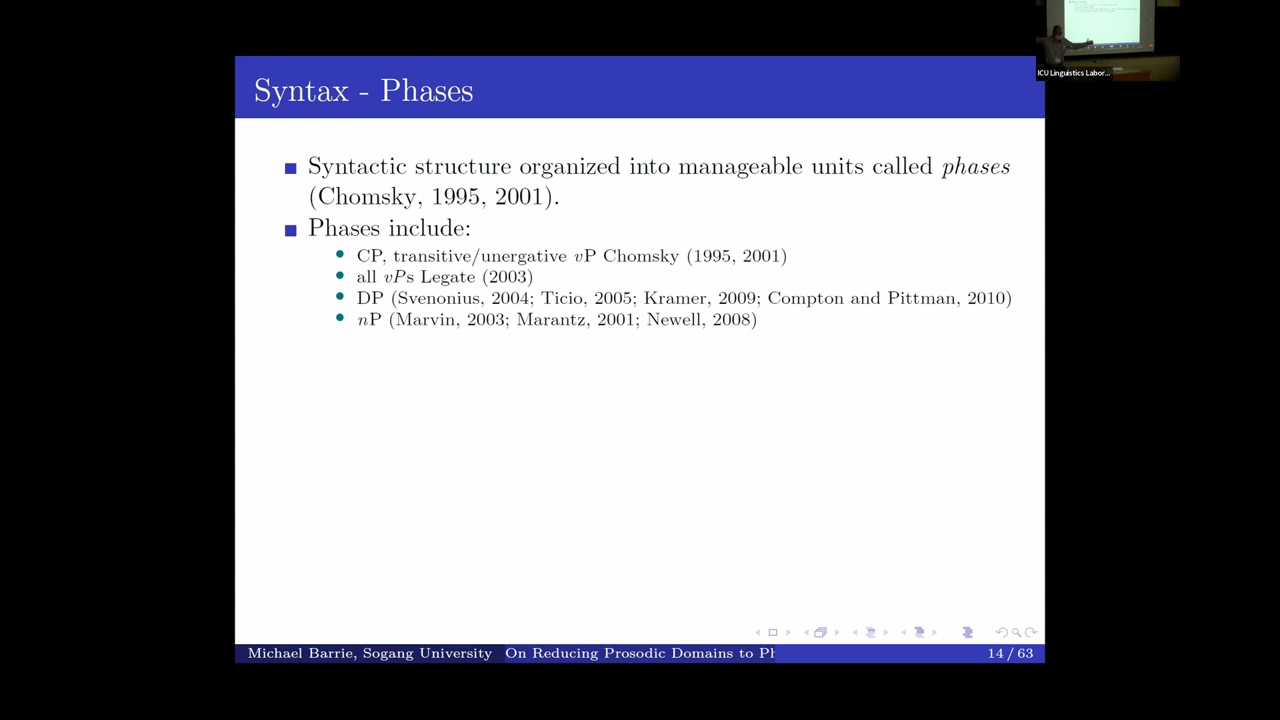 Syntax - Phases
Syntactic structure organized into manageable units called phases
(Chomsky, 1995, 2001).
Phases include:
CP, transitive/unergative vP Chomsky (1995, 2001)
all vPs Legate (2003)
DP (Svenonius, 2004; Ticio, 2005; Kramer, 2009; Compton and Pittman, 2010)
nP (Marvin, 2003; Marantz, 2001; Newell, 2008)
Michael Barrie, Sogang University On Reducing Prosodic Domains to Ph 14 / 63
ICU Linguistics Labor...